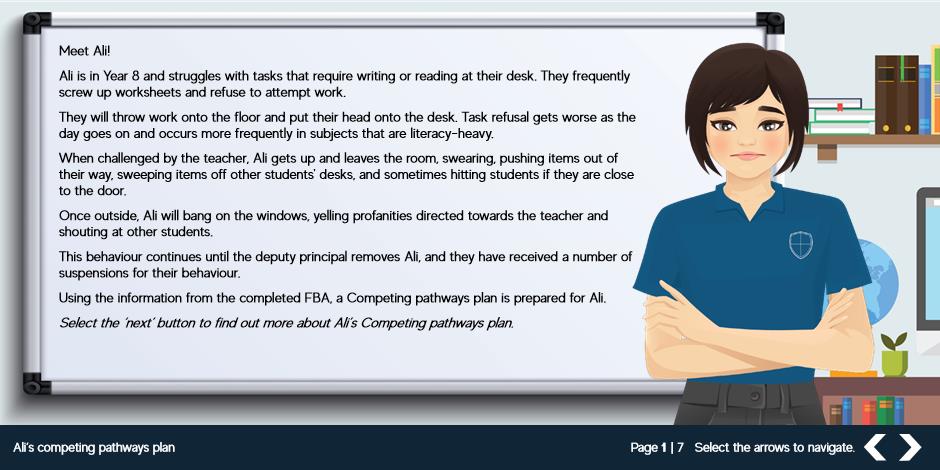 Meet Ali!
Ali is in Year 8 and struggles with tasks that require writing or reading at their desk. They frequently
screw up worksheets and refuse to attempt work.
They will throw work onto the floor and put their head onto the desk. Task refusal gets worse as the
day goes on and occurs more frequently in subjects that are literacy-heavy.
When challenged by the teacher, Ali gets up and leaves the room, swearing, pushing items out of
their way, sweeping items off other students' desks, and sometimes hitting students if they are close
to the door.
Once outside, Ali will bang on the windows, yelling profanities directed towards the teacher and
shouting at other students.
This behaviour continues until the deputy principal removes Ali, and they have received a number of
suspensions for their behaviour.
Using the information from the completed FBA, a Competing pathways plan is prepared for Ali.
Select the 'next' button to find out more about Ali's Competing pathways plan.
Ali's competing pathways plan
Page 1 | 7 Select the arrows to navigate.